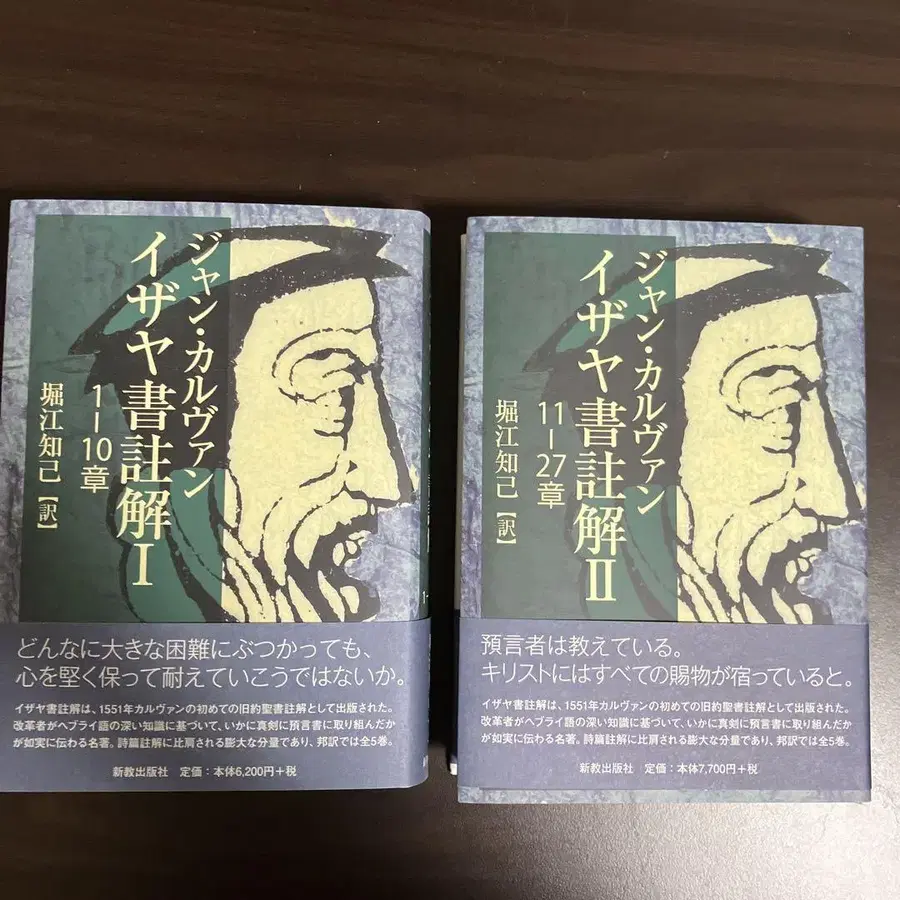 ジャン・カルヴァン
イザヤ書註解Ⅰ
1ー10章
堀江知己【訳】
どんなに大きな困難にぶつかっても、
心を堅く保って耐えていこうではないか。
イザヤ書註解は、1551年カルヴァンの初めての旧約聖書註解として出版された。
改革者がヘブライ語の深い知識に基づいて、いかに真剣に預言書に取り組んだか
が如実に伝わる名著。詩篇註解に比肩される膨大な分量であり、邦訳では全5巻。
新教出版社 定価：本体6,200円＋税
ジャン・カルヴァン
イザヤ書註解Ⅱ
11ー27章
堀江知己【訳】
預言者は教えている。
キリストにはすべての賜物が宿っていると。
イザヤ書註解は、1551年カルヴァンの初めての旧約聖書註解として出版された。
改革者がヘブライ語の深い知識に基づいて、いかに真剣に預言書に取り組んだか
が如実に伝わる名著。詩篇註解に比肩される膨大な分量であり、邦訳では全5巻。
新教出版社 定価：本体7,700円＋税